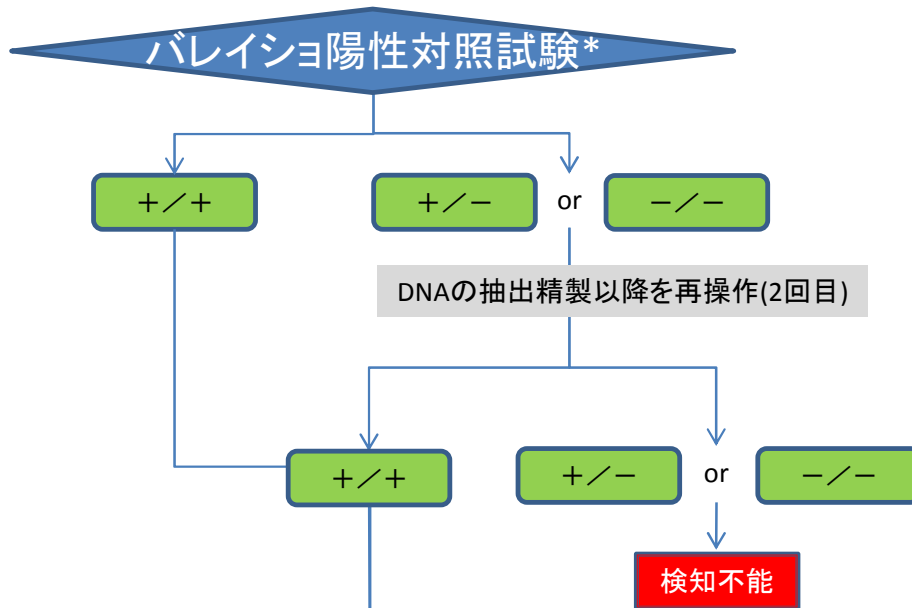 バレイショ陽性対照試験*
＋／＋
＋／－ or －／－
DNAの抽出精製以降を再操作(2回目)
＋／＋
＋／－ or －／－
検知不能